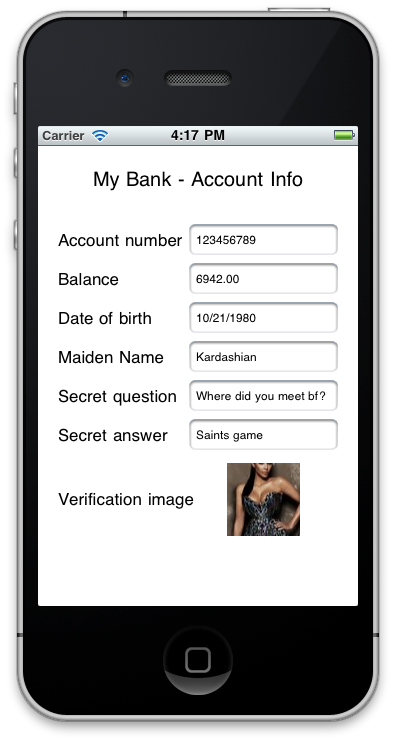 Carrier 4:17 PM
My Bank - Account Info
Account number 123456789
Balance 6942.00
Date of birth 10/21/1980
Maiden Name Kardashian
Secret question Where did you meet bf?
Secret answer Saints game
Verification image